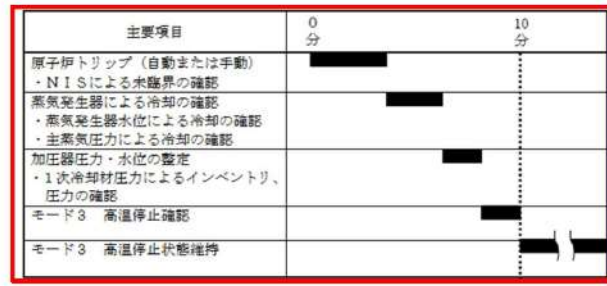 主要項目
0
分
10
分
原子炉トリップ（自動または手動）
・NISによる未臨界の確認
蒸気発生器による冷却の確認
・蒸気発生器水位による冷却の確認
・主蒸気圧力による冷却の確認
加圧器圧力・水位の整定
・１次冷却材圧力によるインベントリ、
圧力の確認
モード３　高温停止確認
モード３　高温停止状態維持